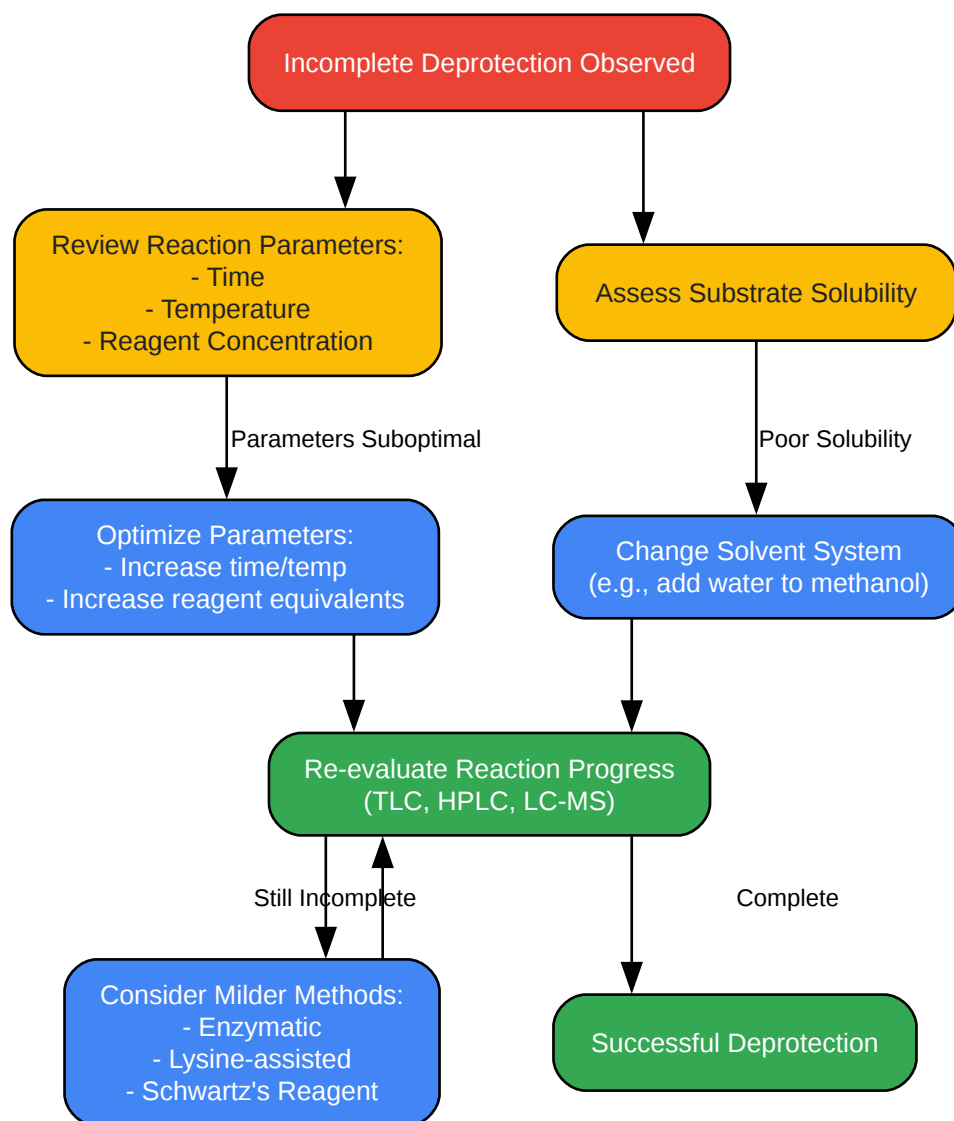 Incomplete Deprotection Observed
Review Reaction Parameters:
- Time
- Temperature
- Reagent Concentration
Assess Substrate Solubility
Parameters Suboptimal
Poor Solubility
Optimize Parameters:
- Increase time/temp
- Increase reagent equivalents
Change Solvent System
(e.g., add water to methanol)
Re-evaluate Reaction Progress
(TLC, HPLC, LC-MS)
Still Incomplete
Complete
Consider Milder Methods:
- Enzymatic
- Lysine-assisted
- Schwartz's Reagent
Successful Deprotection